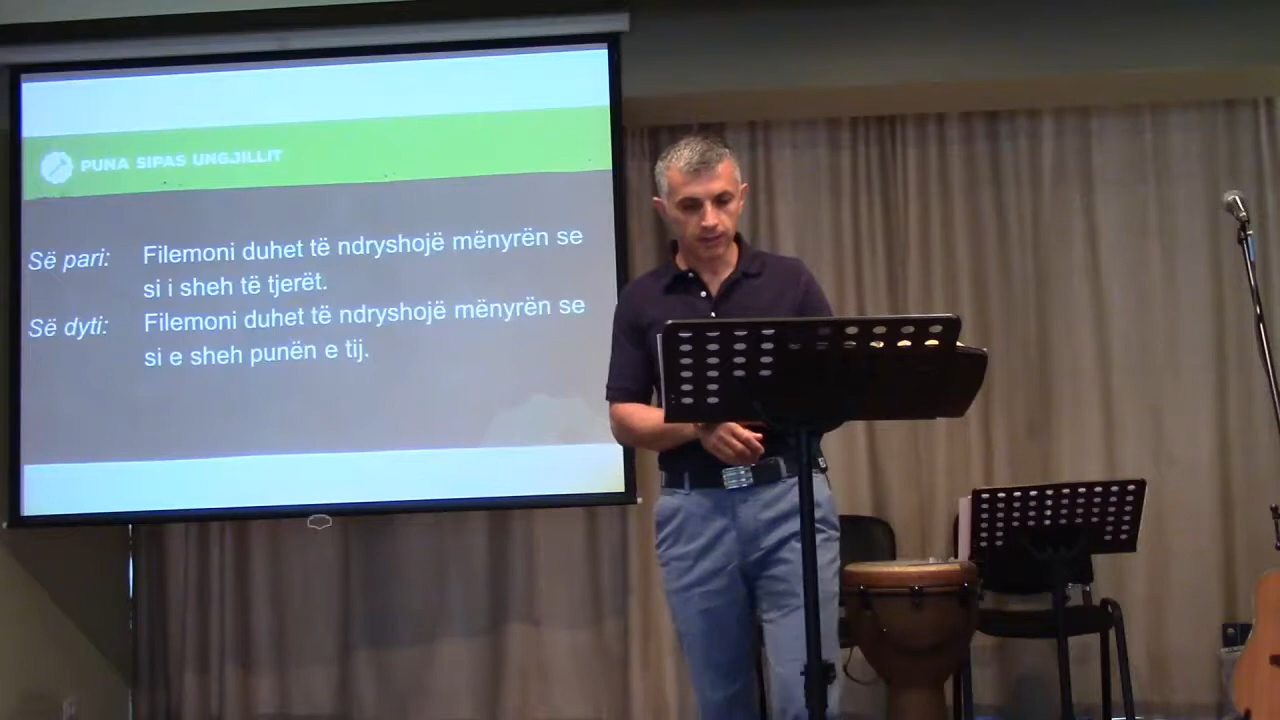 PUNA SIPAS UNGJILLIT
Së pari: Filemoni duhet të ndryshojë mënyrën se
si i sheh të tjerët.
Së dyti: Filemoni duhet të ndryshojë mënyrën se
si e sheh punën e tij.